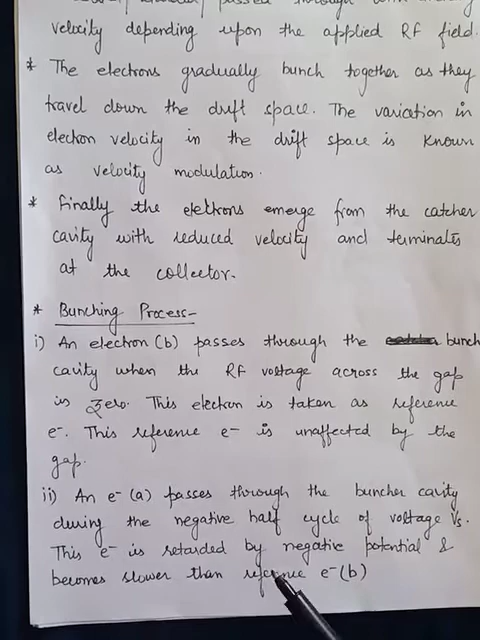 passed through
velocity depending upon the applied RF field.
* The electrons gradually bunch together as they
travel down the drift space. The variation in
electron velocity in the drift space is known
as velocity modulation.
* Finally the elektrons emerge from the catcher
cavity with reduced velocity and terminates
at the collector.
* Bunching Process-
i) An electron (b) passes through the bunch
cavity when the RF voltage across the gap
is zero. This electron is taken as reference
e-. This reference e- is unaffected by the
gap.
ii) An e- (a) passes through the buncher cavity
during the negative half cycle of voltage Vs.
This e- is retarded by negative potential &
becomes slower than refernce e-(b)